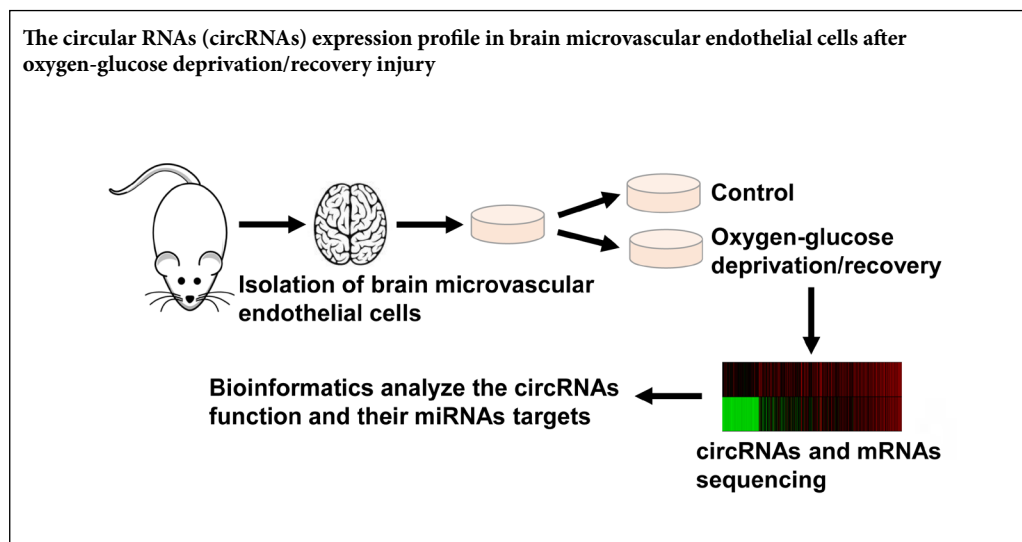 The circular RNAs (circRNAs) expression profile in brain microvascular endothelial cells after
oxygen-glucose deprivation/recovery injury
Control
Oxygen-glucose
deprivation/recovery
Isolation of brain microvascular
endothelial cells
Bioinformatics analyze the circRNAs
function and their miRNAs targets
circRNAs and mRNAs
sequencing